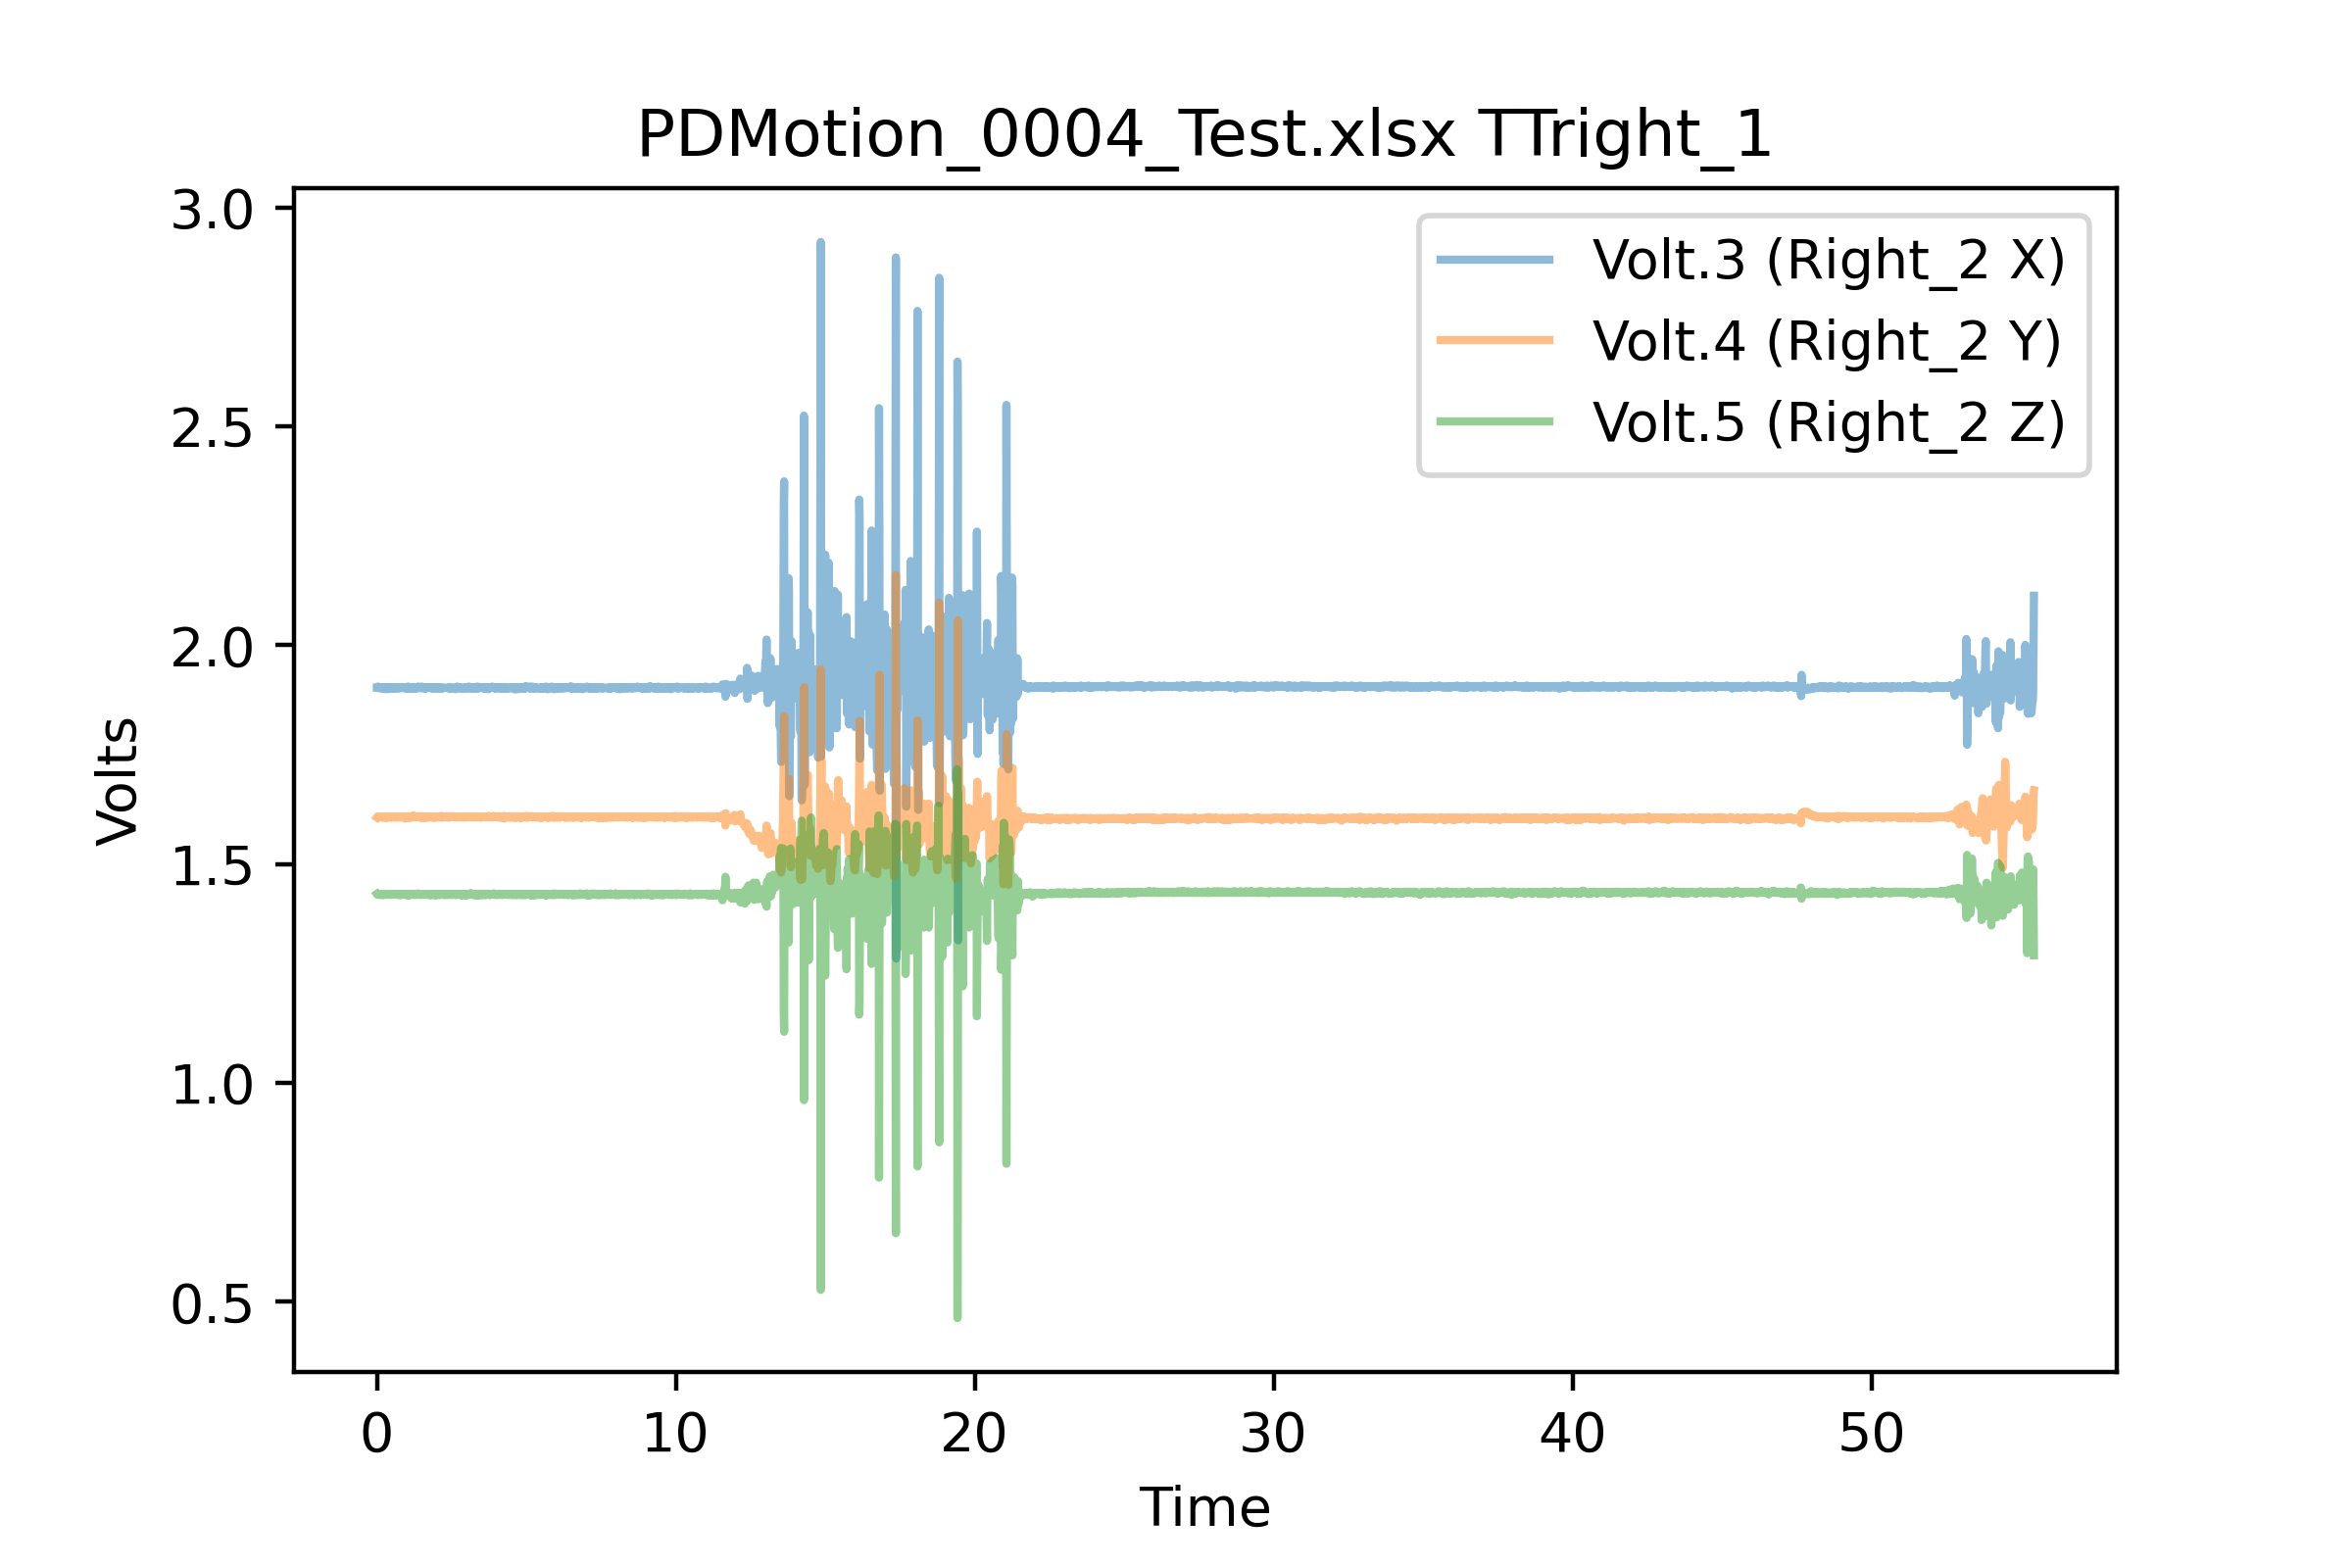 PDMotion_0004_Test.xlsx TTright_1
3.0
2.5
2.0
1.5
1.0
0.5
Volts
Volt.3 (Right_2 X)
Volt.4 (Right_2 Y)
Volt.5 (Right_2 Z)
0 10 20 30 40 50
Time